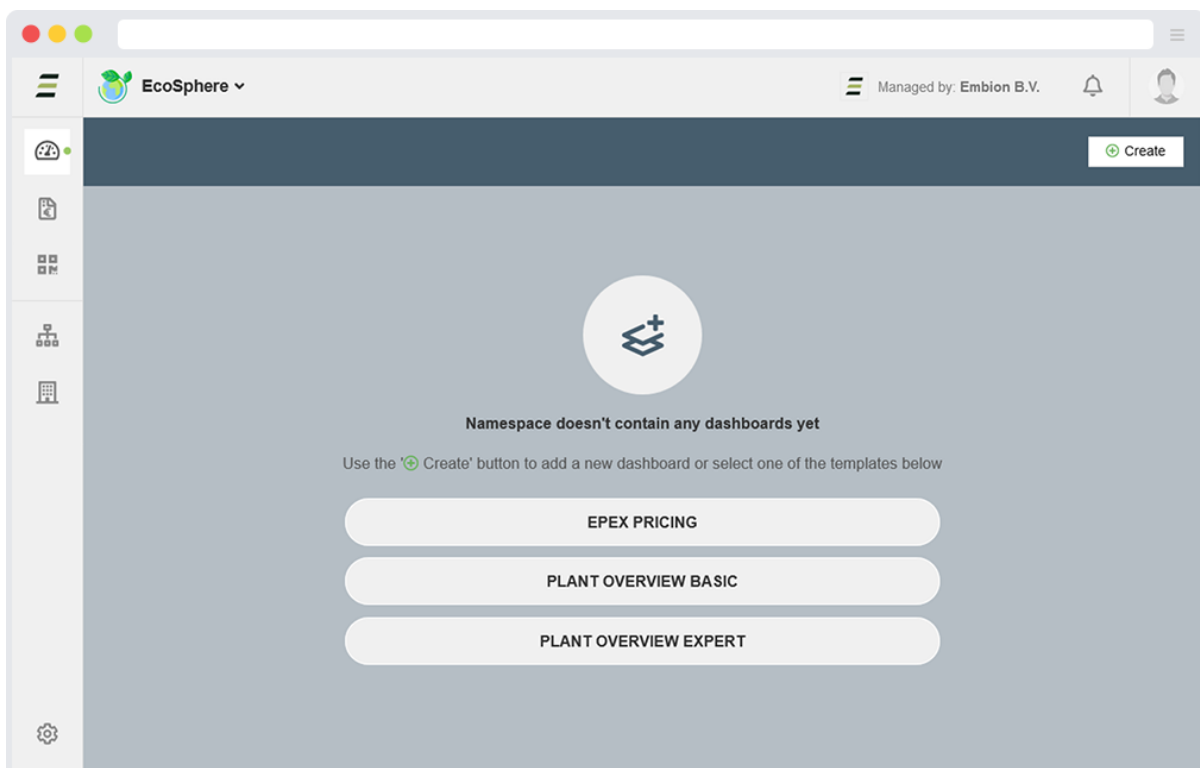 EcoSphere
Managed by: Embion B.V.
Create
Namespace doesn't contain any dashboards yet
Use the ' Create' button to add a new dashboard or select one of the templates below
EPEX PRICING
PLANT OVERVIEW BASIC
PLANT OVERVIEW EXPERT